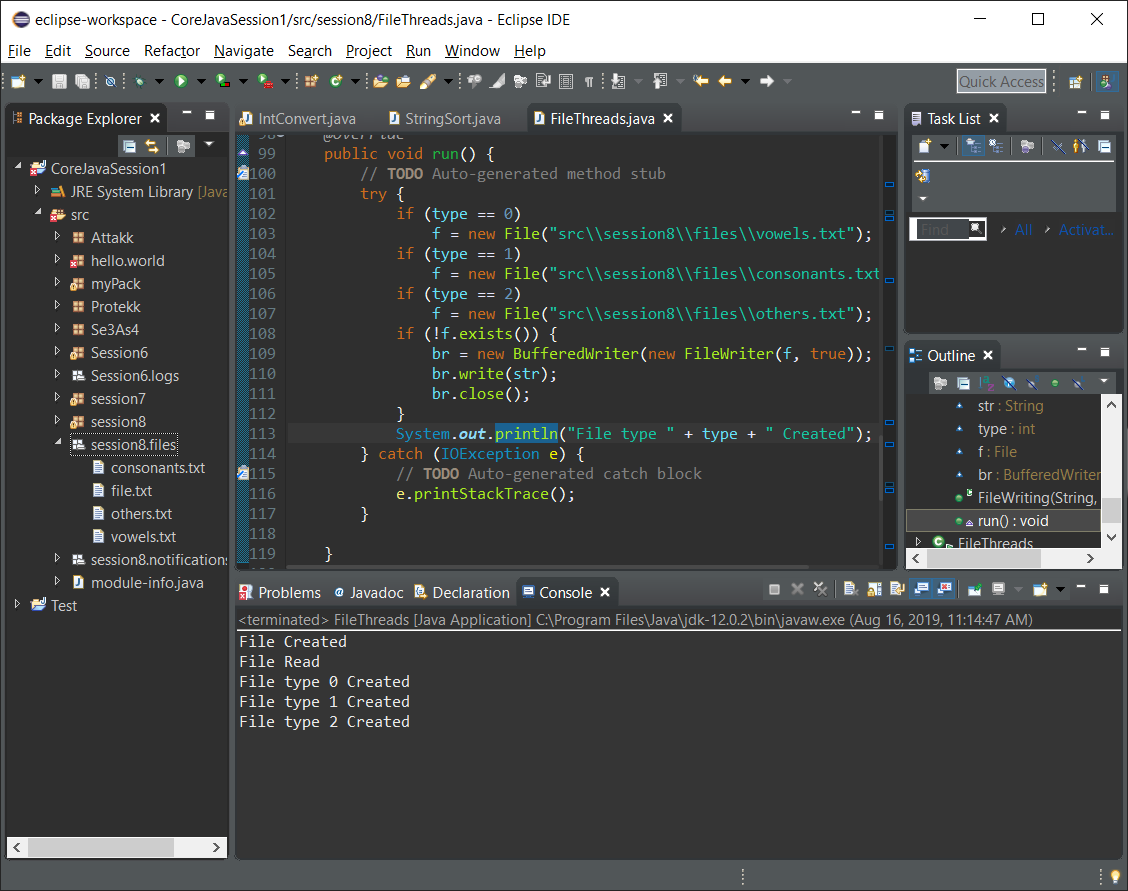 eclipse-workspace - CoreJavaSession1/src/session8/FileThreads.java - Eclipse IDE
File Edit Source Refactor Navigate Search Project Run Window Help
Quick Access
Package Explorer
CoreJavaSession1
JRE System Library [Java
src
Attakk
hello.world
myPack
Protekk
Se3As4
Session6
Session6.logs
session7
session8
session8.files
consonants.txt
file.txt
others.txt
vowels.txt
session8.notifications
module-info.java
Test
IntConvert.java StringSort.java FileThreads.java
98 @Override
99 public void run() {
100 // TODO Auto-generated method stub
101 try {
102 if (type == 0)
103 f = new File("src\\session8\\files\\vowels.txt");
104 if (type == 1)
105 f = new File("src\\session8\\files\\consonants.txt
106 if (type == 2)
107 f = new File("src\\session8\\files\\others.txt");
108 if (!f.exists()) {
109 br = new BufferedWriter(new FileWriter(f, true));
110 br.write(str);
111 br.close();
112 }
113 System.out.println("File type " + type + " Created");
114 } catch (IOException e) {
115 // TODO Auto-generated catch block
116 e.printStackTrace();
117 }
118
119 }
Task List
Find All Activat...
Outline
str : String
type : int
f : File
br : BufferedWriter
FileWriting(String,
run() : void
FileThreads
Problems Javadoc Declaration Console
<terminated> FileThreads [Java Application] C:\Program Files\Java\jdk-12.0.2\bin\javaw.exe (Aug 16, 2019, 11:14:47 AM)
File Created
File Read
File type 0 Created
File type 1 Created
File type 2 Created